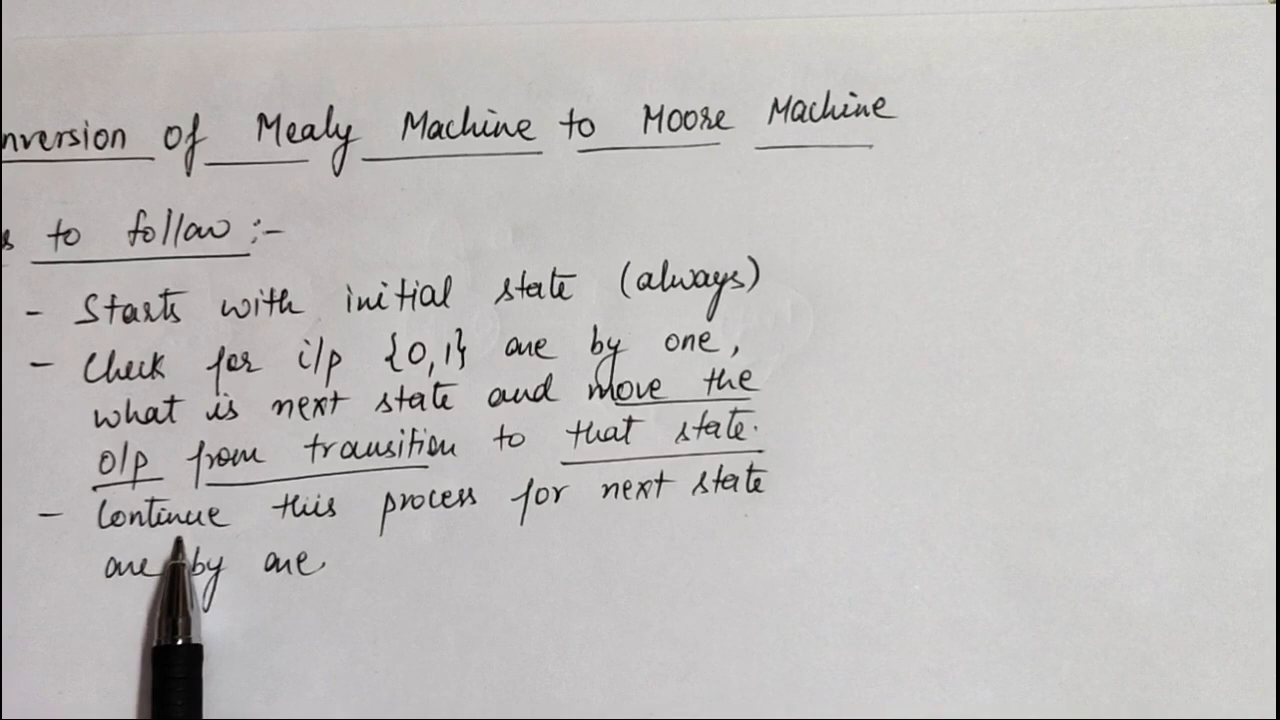 nversion of Mealy Machine to Moore Machine
s to follow :-
- Starts with initial state (always)
- Check for i/p {0,1} one by one,
what is next state and move the
o/p from transition to that state.
- Continue this process for next state
one by one.